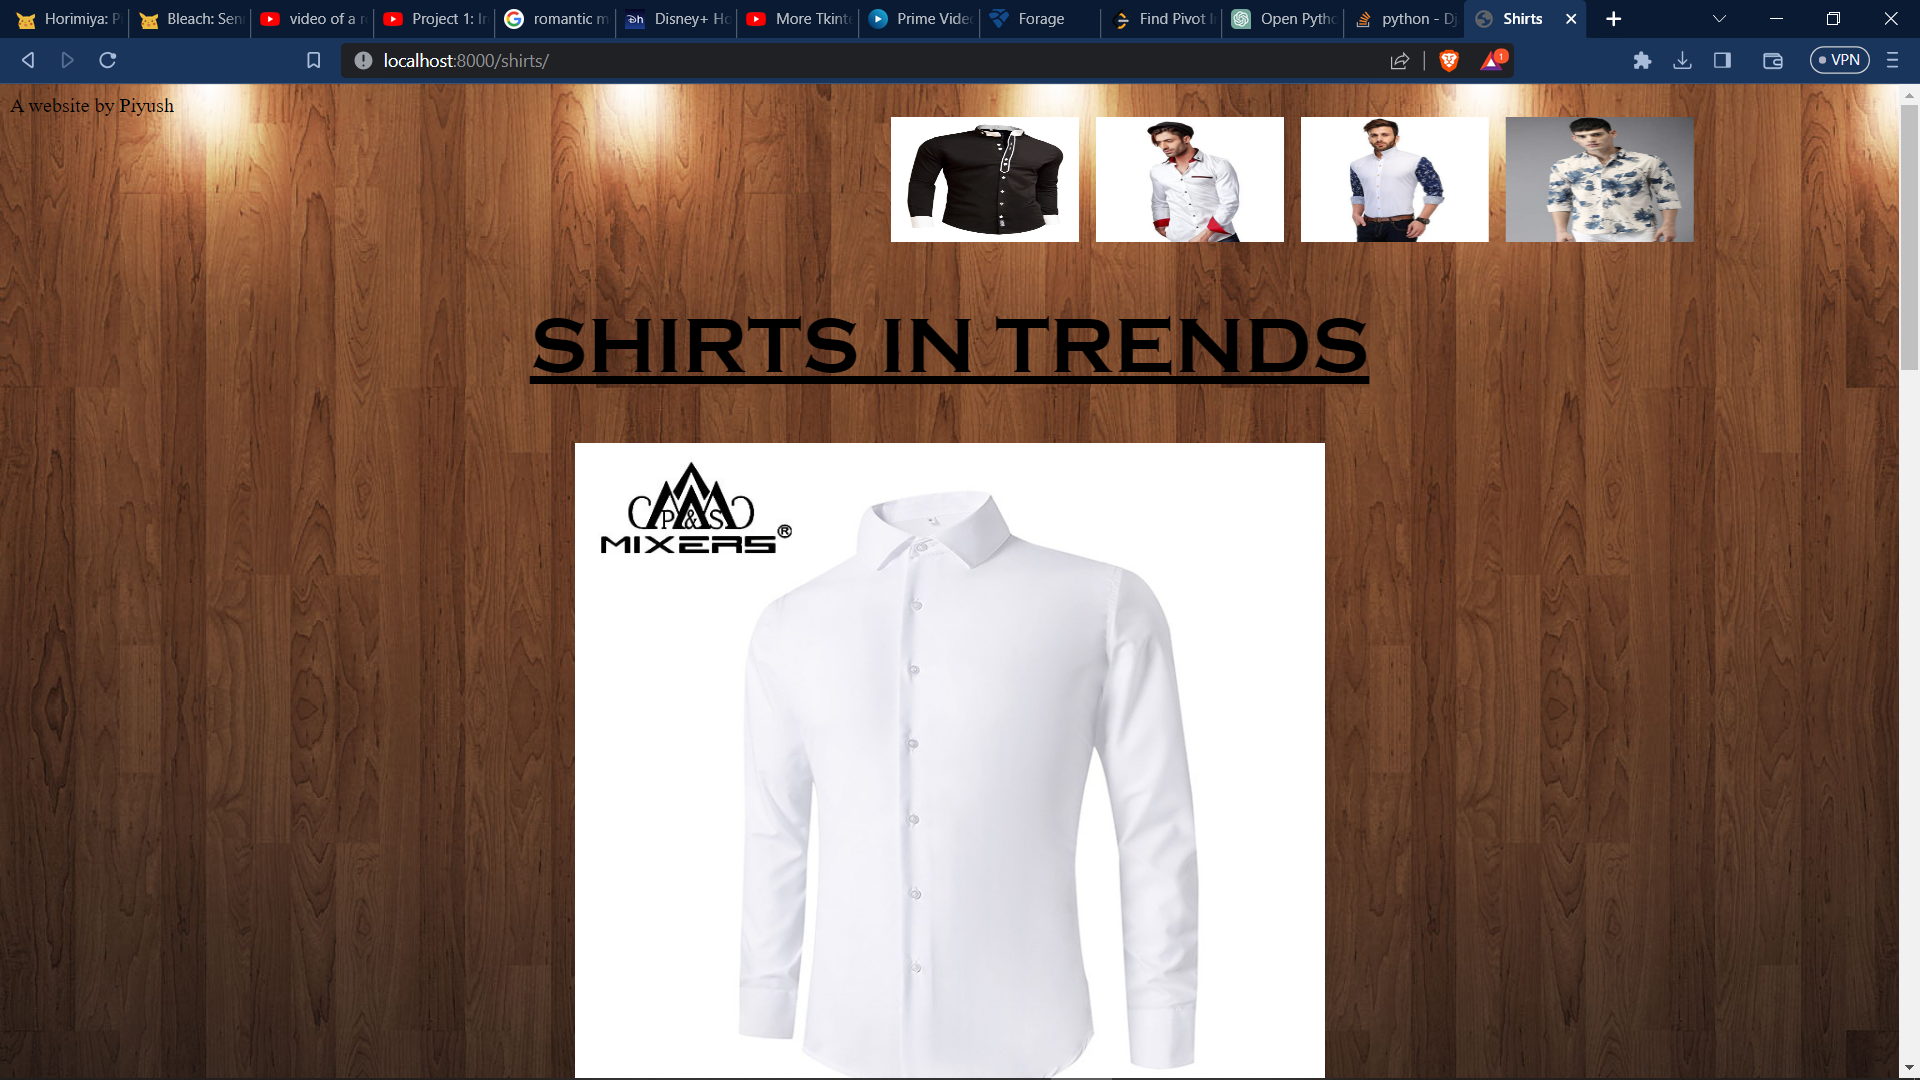 Horimiya: P
Bleach: Sen
video of a r
Project 1: I
romantic m
Disney+ Ho
More Tkint
Prime Vide
Forage
Find Pivot I
Open Pytho
python - Dj
Shirts
localhost:8000/shirts/
1
VPN
A website by Piyush
SHIRTS IN TRENDS
P&S
MIXERS®